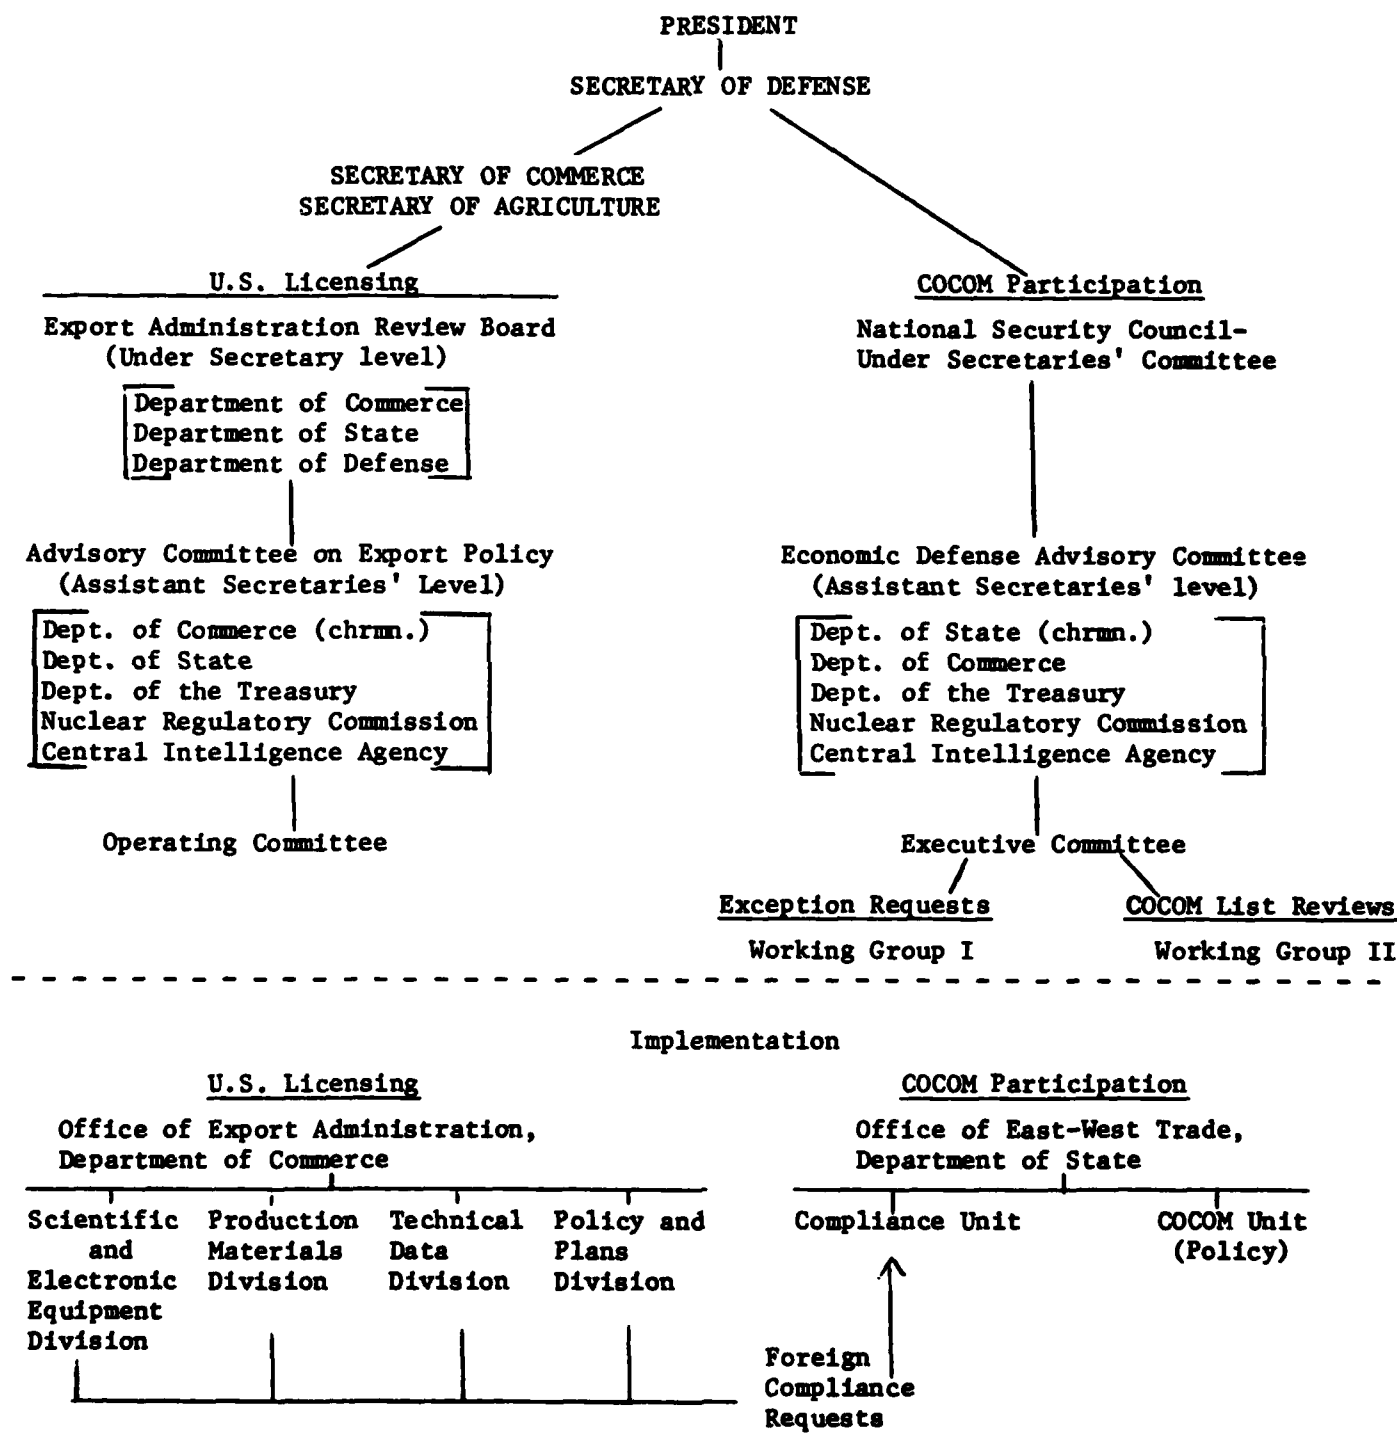 PRESIDENT
SECRETARY OF DEFENSE
SECRETARY OF COMMERCE
SECRETARY OF AGRICULTURE
U.S. Licensing
Export Administration Review Board
(Under Secretary level)
Department of Commerce
Department of State
Department of Defense
Advisory Committee on Export Policy
(Assistant Secretaries' Level)
Dept. of Commerce (chrmn.)
Dept. of State
Dept. of the Treasury
Nuclear Regulatory Commission
Central Intelligence Agency
Operating Committee
COCOM Participation
National Security Council-
Under Secretaries' Committee
Economic Defense Advisory Committee
(Assistant Secretaries' level)
Dept. of State (chrmn.)
Dept. of Commerce
Dept. of the Treasury
Nuclear Regulatory Commission
Central Intelligence Agency
Executive Committee
Exception Requests
Working Group I
COCOM List Reviews
Working Group II
Implementation
U.S. Licensing
Office of Export Administration,
Department of Commerce
Scientific
and
Electronic
Equipment
Division
Production
Materials
Division
Technical
Data
Division
Policy and
Plans
Division
COCOM Participation
Office of East-West Trade,
Department of State
Compliance Unit
COCOM Unit
(Policy)
Foreign
Compliance
Requests